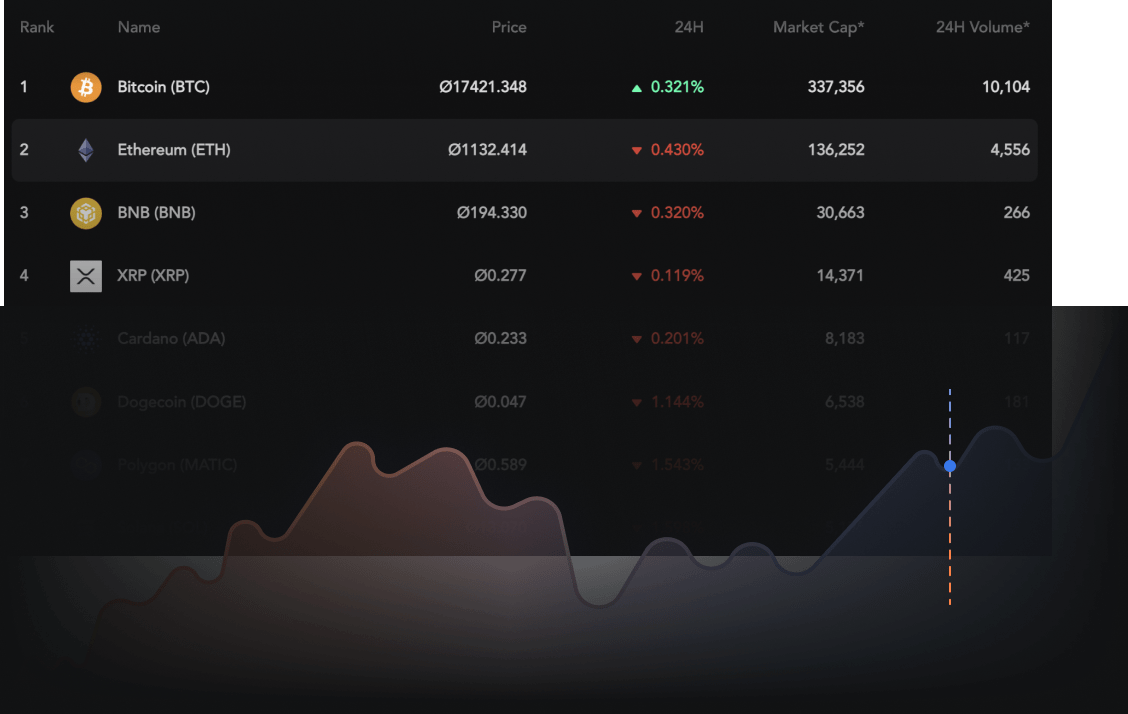 Rank Name Price 24H Market Cap* 24H Volume*
1 Bitcoin (BTC) Ø17421.348 ▲ 0.321% 337,356 10,104
2 Ethereum (ETH) Ø1132.414 ▼ 0.430% 136,252 4,556
3 BNB (BNB) Ø194.330 ▼ 0.320% 30,663 266
4 XRP (XRP) Ø0.277 ▼ 0.119% 14,371 425
5 Cardano (ADA) Ø0.233 ▼ 0.201% 8,183 117
Dogecoin (DOGE) Ø0.047 ▼ 1.144% 6,538 181
Polygon (MATIC) Ø0.589 ▼ 1.543% 5,444